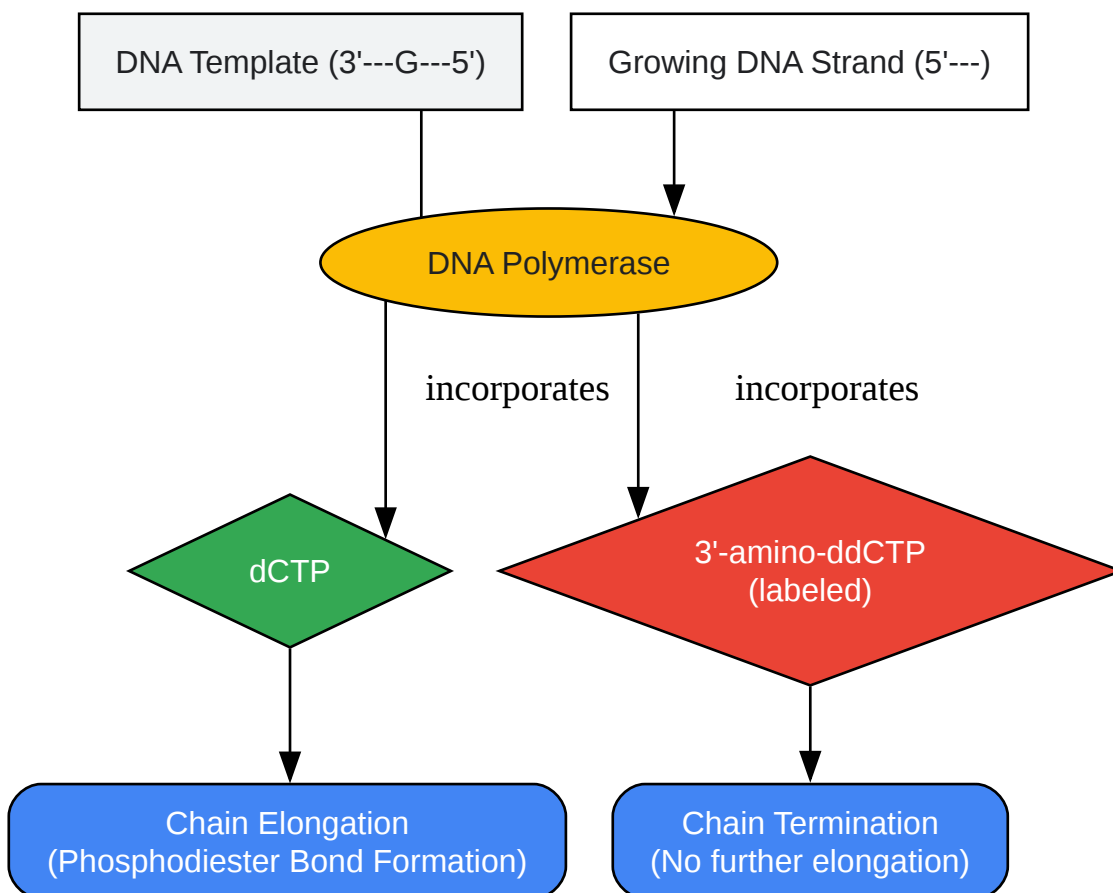 DNA Template (3'---G---5')
Growing DNA Strand (5'---)
DNA Polymerase
incorporates
incorporates
dCTP
3'-amino-ddCTP
(labeled)
Chain Elongation
(Phosphodiester Bond Formation)
Chain Termination
(No further elongation)